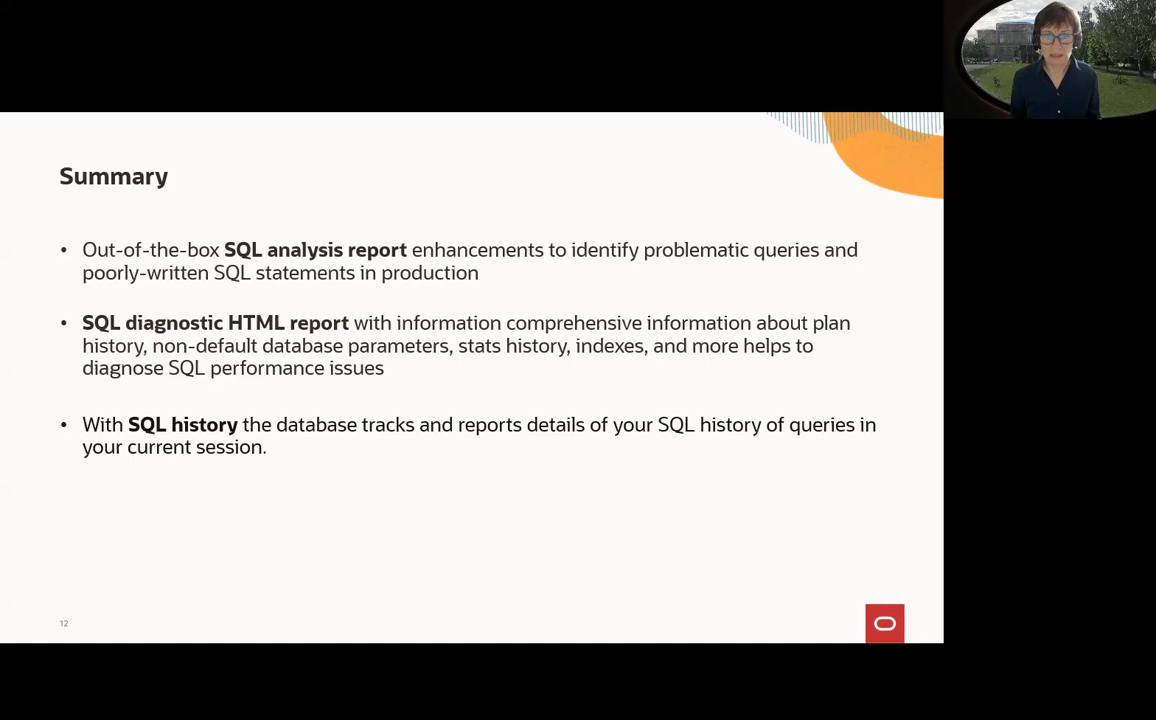 Summary
• Out-of-the-box SQL analysis report enhancements to identify problematic queries and
poorly-written SQL statements in production
• SQL diagnostic HTML report with information comprehensive information about plan
history, non-default database parameters, stats history, indexes, and more helps to
diagnose SQL performance issues
• With SQL history the database tracks and reports details of your SQL history of queries in
your current session.
12